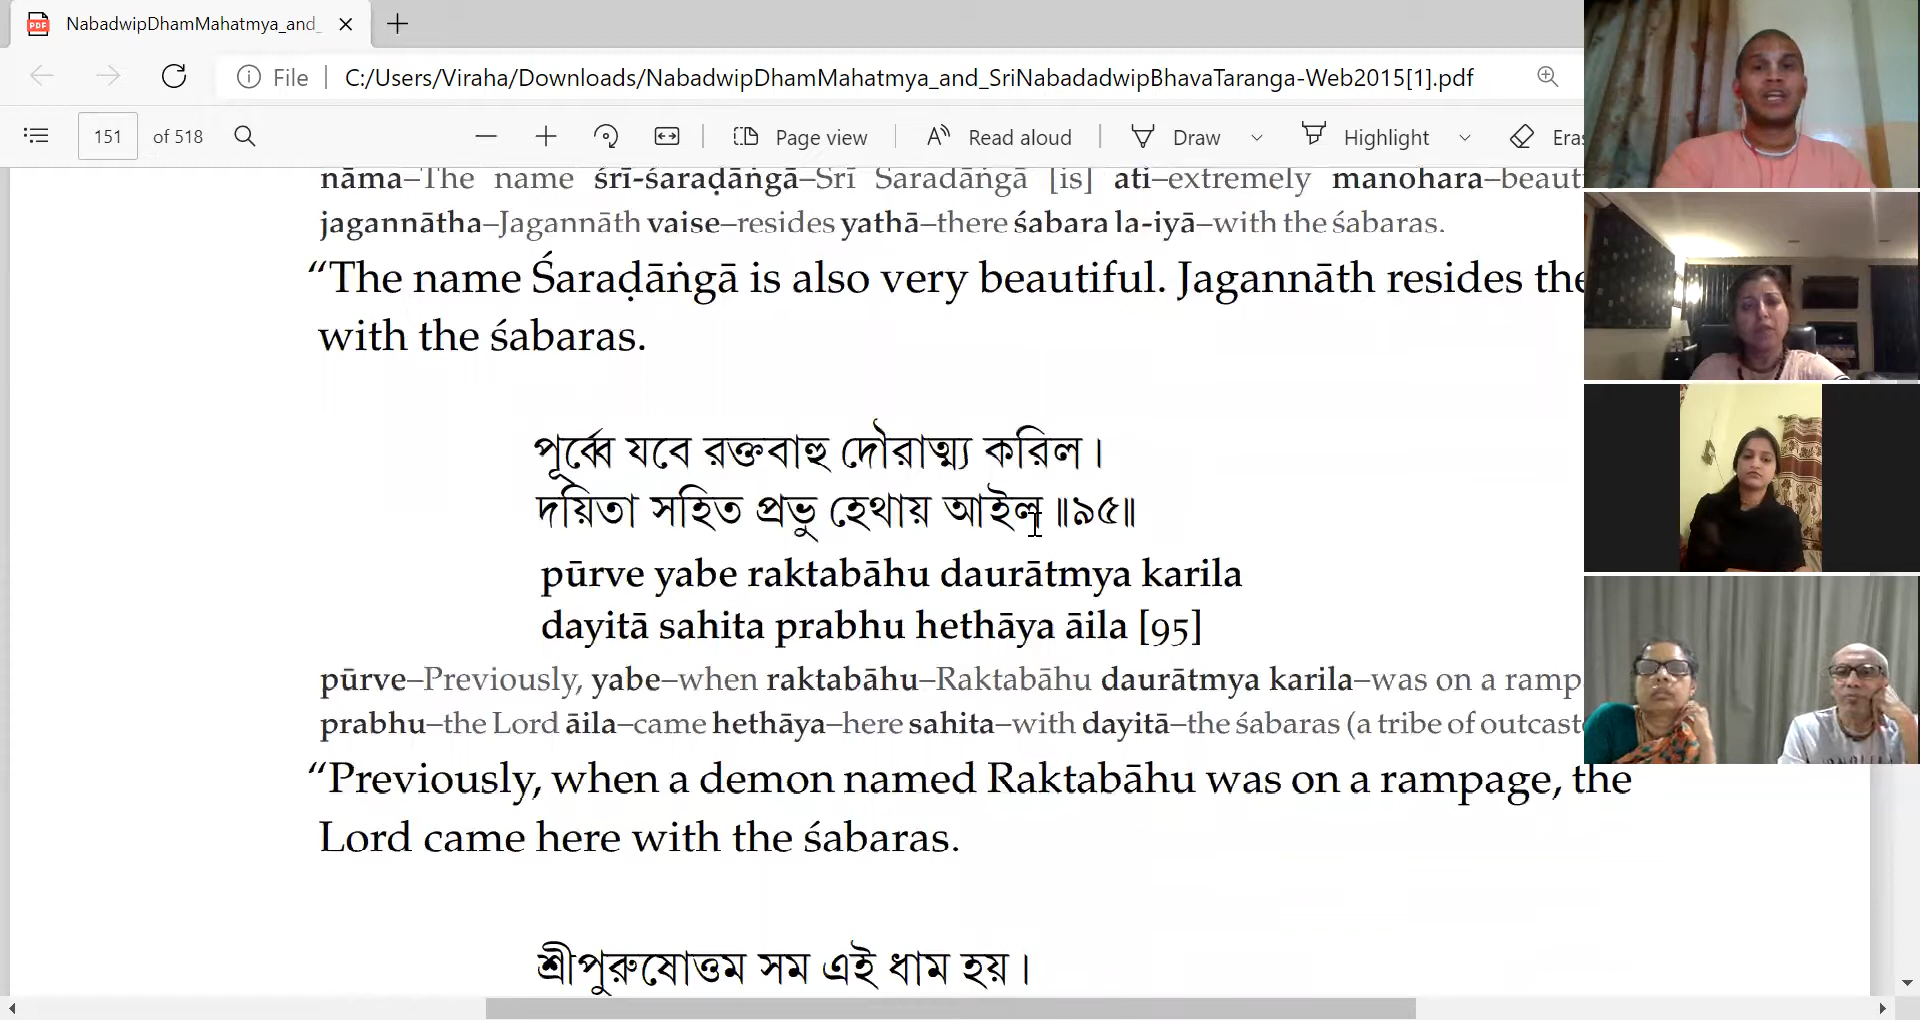 NabadwipDhamMahatmya_and_
File
C:/Users/Viraha/Downloads/NabadwipDhamMahatmya_and_SriNabadadwipBhavaTaranga-Web2015[1].pdf
151 of 518
Page view
Read aloud
Draw
Highlight
Eras
nāma–The name śrī-śaraḍāṅgā–Śrī Śaraḍāṅgā [is] ati–extremely manohara–beauti
jagannātha–Jagannāth vaise–resides yathā–there śabara la-iyā–with the śabaras.
“The name Śaraḍāṅgā is also very beautiful. Jagannāth resides the
with the śabaras.
পূর্ব্বে যবে রক্তবাহু দৌরাত্ম্য করিল।
দয়িতা সহিত প্রভু হেথায় আইল॥৯৫॥
pūrve yabe raktabāhu daurātmya karila
dayitā sahita prabhu hethāya āila [95]
pūrve–Previously, yabe–when raktabāhu–Raktabāhu daurātmya karila–was on a ramp
prabhu–the Lord āila–came hethāya–here sahita–with dayitā–the śabaras (a tribe of outcast
“Previously, when a demon named Raktabāhu was on a rampage, the
Lord came here with the śabaras.
শ্রীপুরুষোত্তম সম এই ধাম হয়।